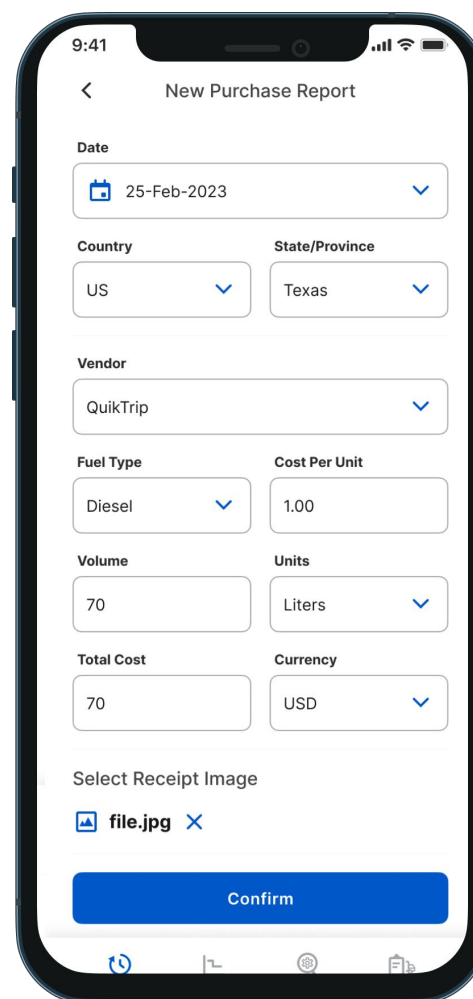 9:41
New Purchase Report
Date
25-Feb-2023
Country State/Province
US Texas
Vendor
QuikTrip
Fuel Type Cost Per Unit
Diesel 1.00
Volume Units
70 Liters
Total Cost Currency
70 USD
Select Receipt Image
file.jpg
Confirm